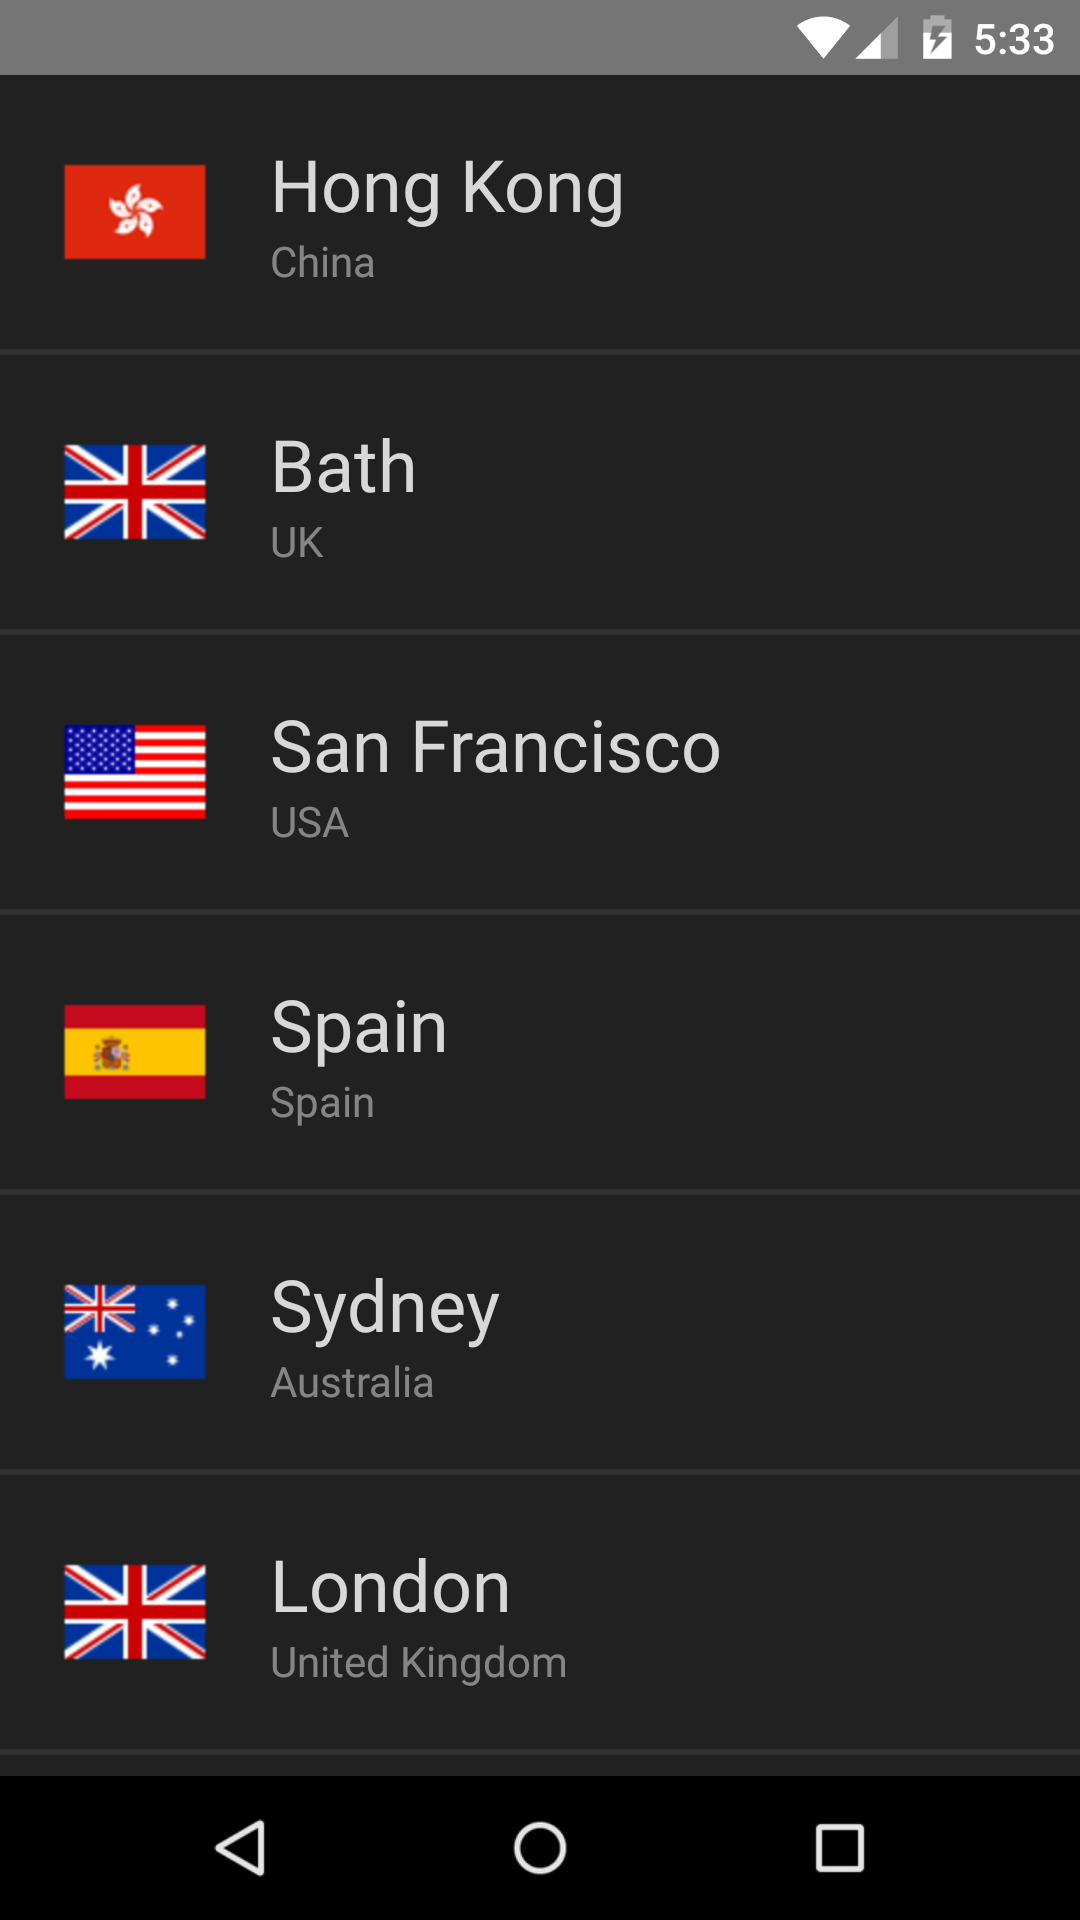 5:33
Hong Kong
China
Bath
UK
San Francisco
USA
Spain
Spain
Sydney
Australia
London
United Kingdom